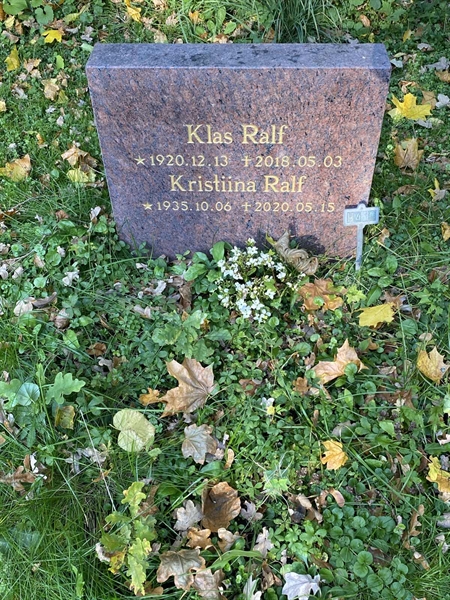 Klas Ralf
★ 1920.12.13 ✝ 2018.05.03
Kristiina Ralf
★ 1935.10.06 ✝ 2020.05.15